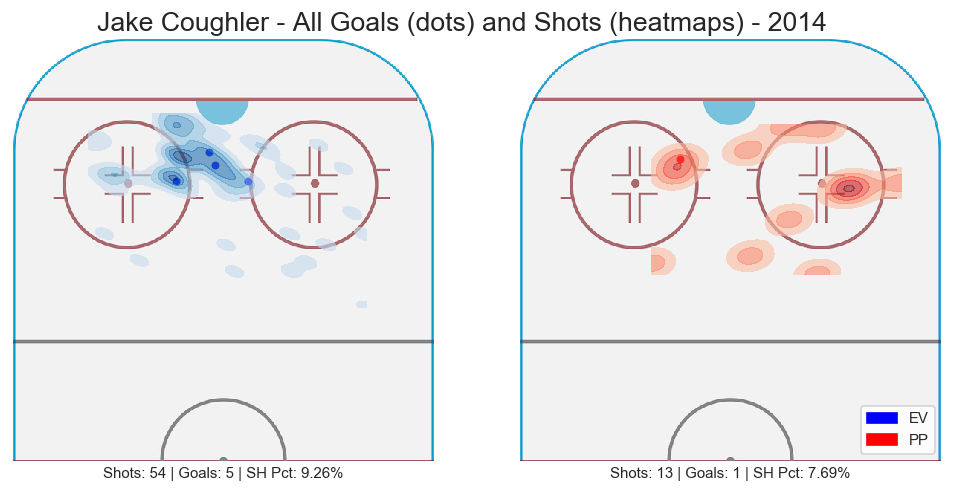 Jake Coughler - All Goals (dots) and Shots (heatmaps) - 2014
EV
PP
Shots: 54 | Goals: 5 | SH Pct: 9.26%
Shots: 13 | Goals: 1 | SH Pct: 7.69%